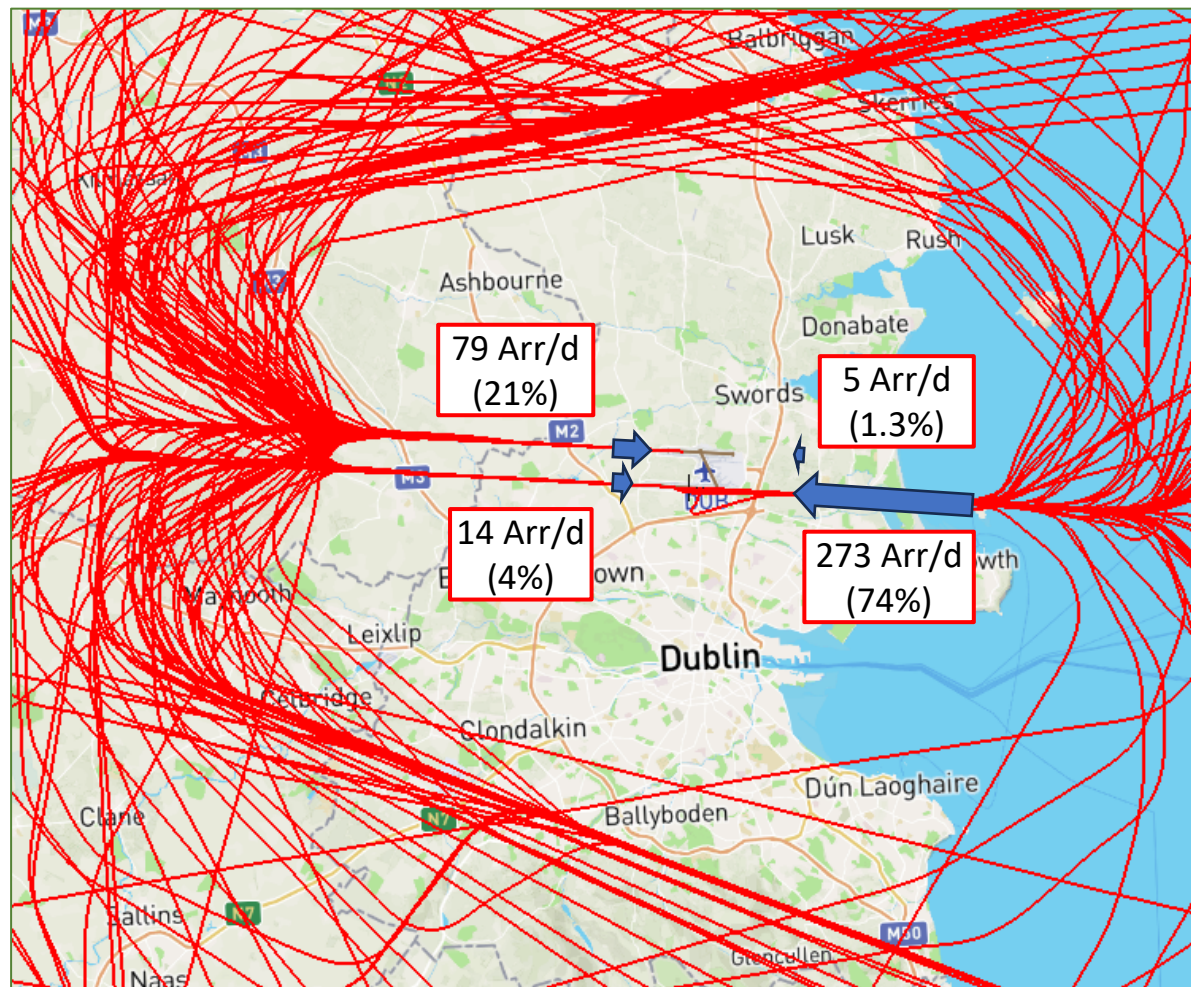 Balbriggan
Skerries
Lusk
Rush
Ashbourne
Donabate
79 Arr/d
(21%)
5 Arr/d
(1.3%)
Swords
M2
M3
DUB
14 Arr/d
(4%)
273 Arr/d
(74%)
own
wth
Maynooth
Leixlip
Dublin
Celbridge
Clondalkin
Dún Laoghaire
Clane
N7
Ballyboden
Sallins
N7
M50
Glencullen
Naas